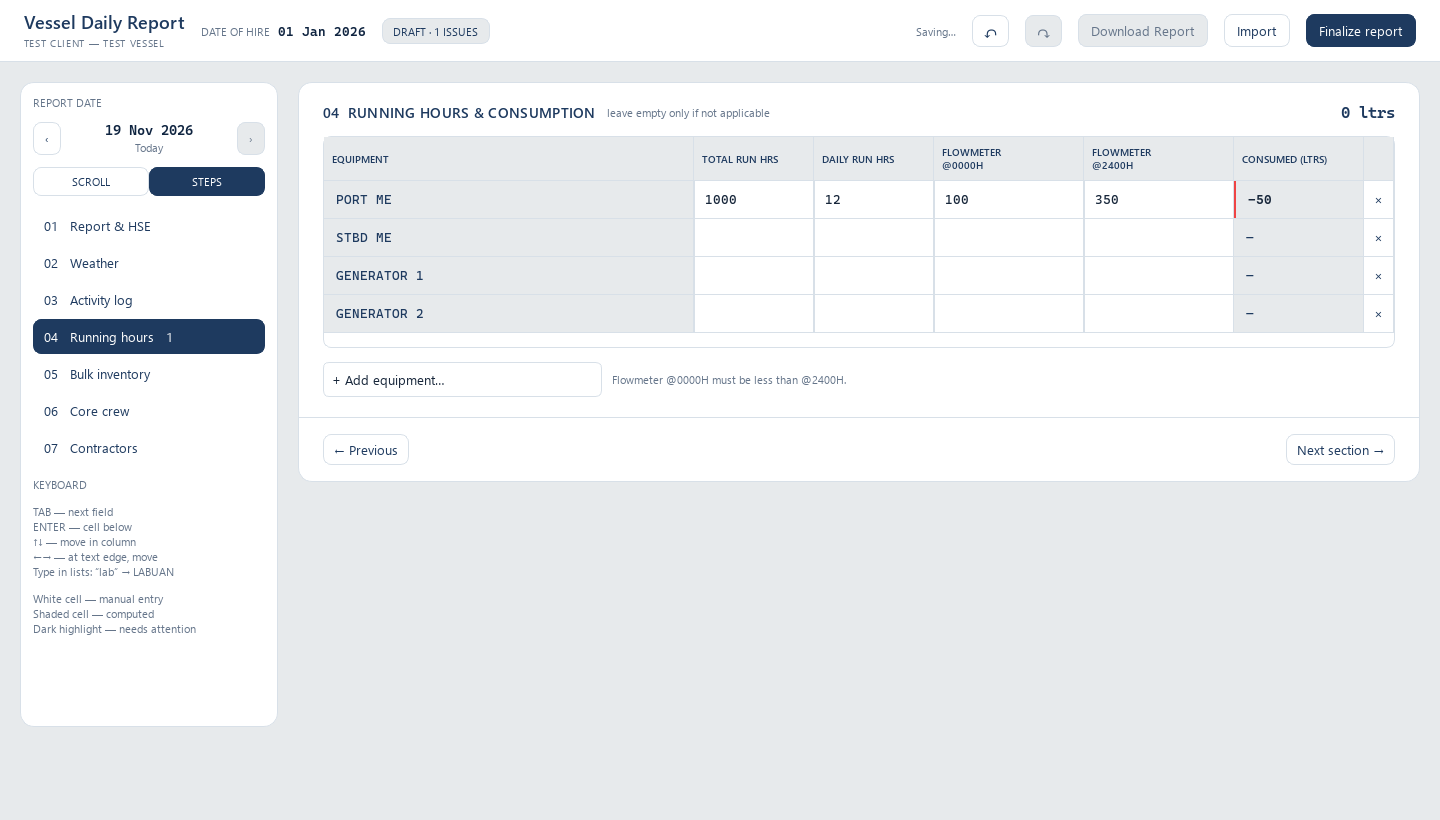 Vessel Daily Report
TEST CLIENT — TEST VESSEL
DATE OF HIRE 01 Jan 2026
DRAFT · 1 ISSUES
Saving…
↶
↷
Download Report
Import
Finalize report
REPORT DATE
‹
19 Nov 2026
Today
›
SCROLL
STEPS
01 Report & HSE
02 Weather
03 Activity log
04 Running hours 1
05 Bulk inventory
06 Core crew
07 Contractors
KEYBOARD
TAB — next field
ENTER — cell below
↑↓ — move in column
←→ — at text edge, move
Type in lists: “lab” → LABUAN
White cell — manual entry
Shaded cell — computed
Dark highlight — needs attention
04 RUNNING HOURS & CONSUMPTION leave empty only if not applicable 0 ltrs
EQUIPMENT TOTAL RUN HRS DAILY RUN HRS FLOWMETER @0000H FLOWMETER @2400H CONSUMED (LTRS)
PORT ME 1000 12 100 350 −50 ×
STBD ME — ×
GENERATOR 1 — ×
GENERATOR 2 — ×
+ Add equipment…
Flowmeter @0000H must be less than @2400H.
← Previous
Next section →